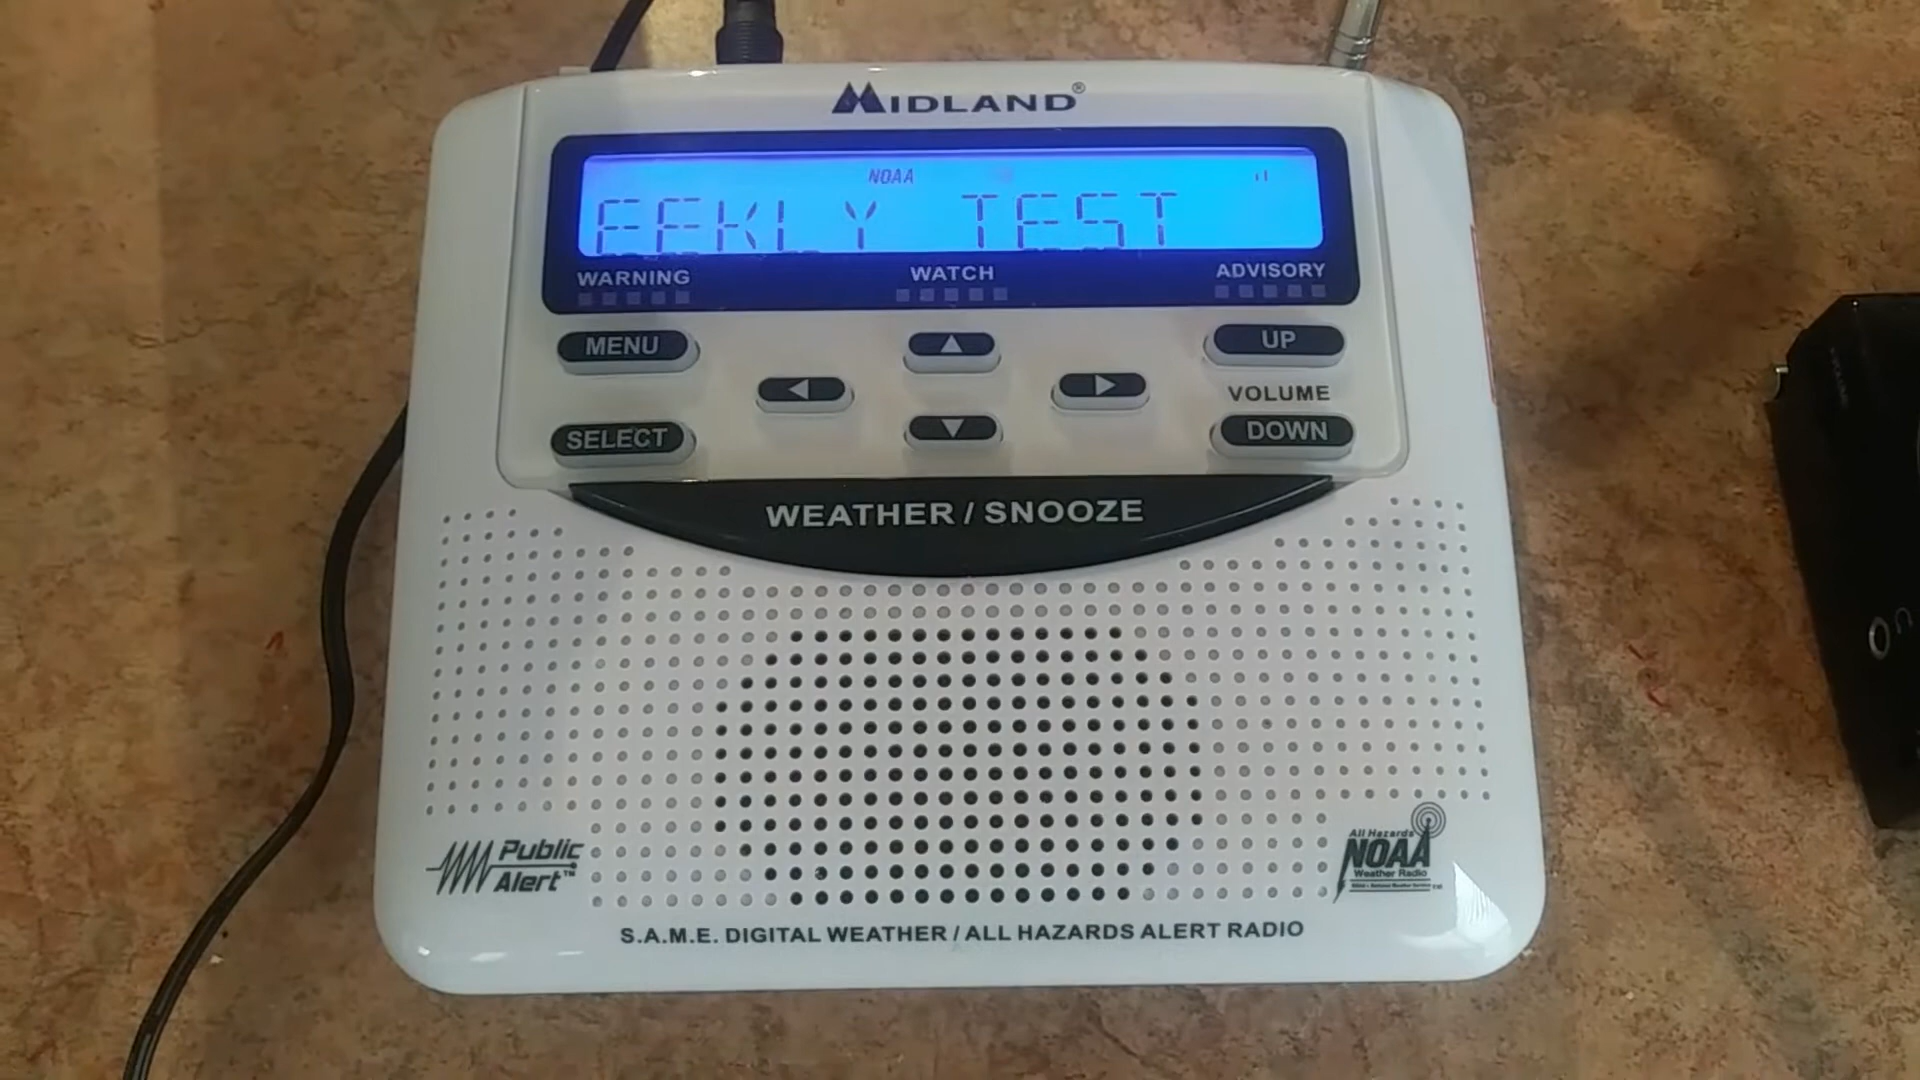 MIDLAND®
NOAA
EEKLY TEST
WARNING WATCH ADVISORY
MENU UP
VOLUME
SELECT DOWN
WEATHER / SNOOZE
Public
Alert™
All Hazards
NOAA
Weather Radio
S.A.M.E. DIGITAL WEATHER / ALL HAZARDS ALERT RADIO